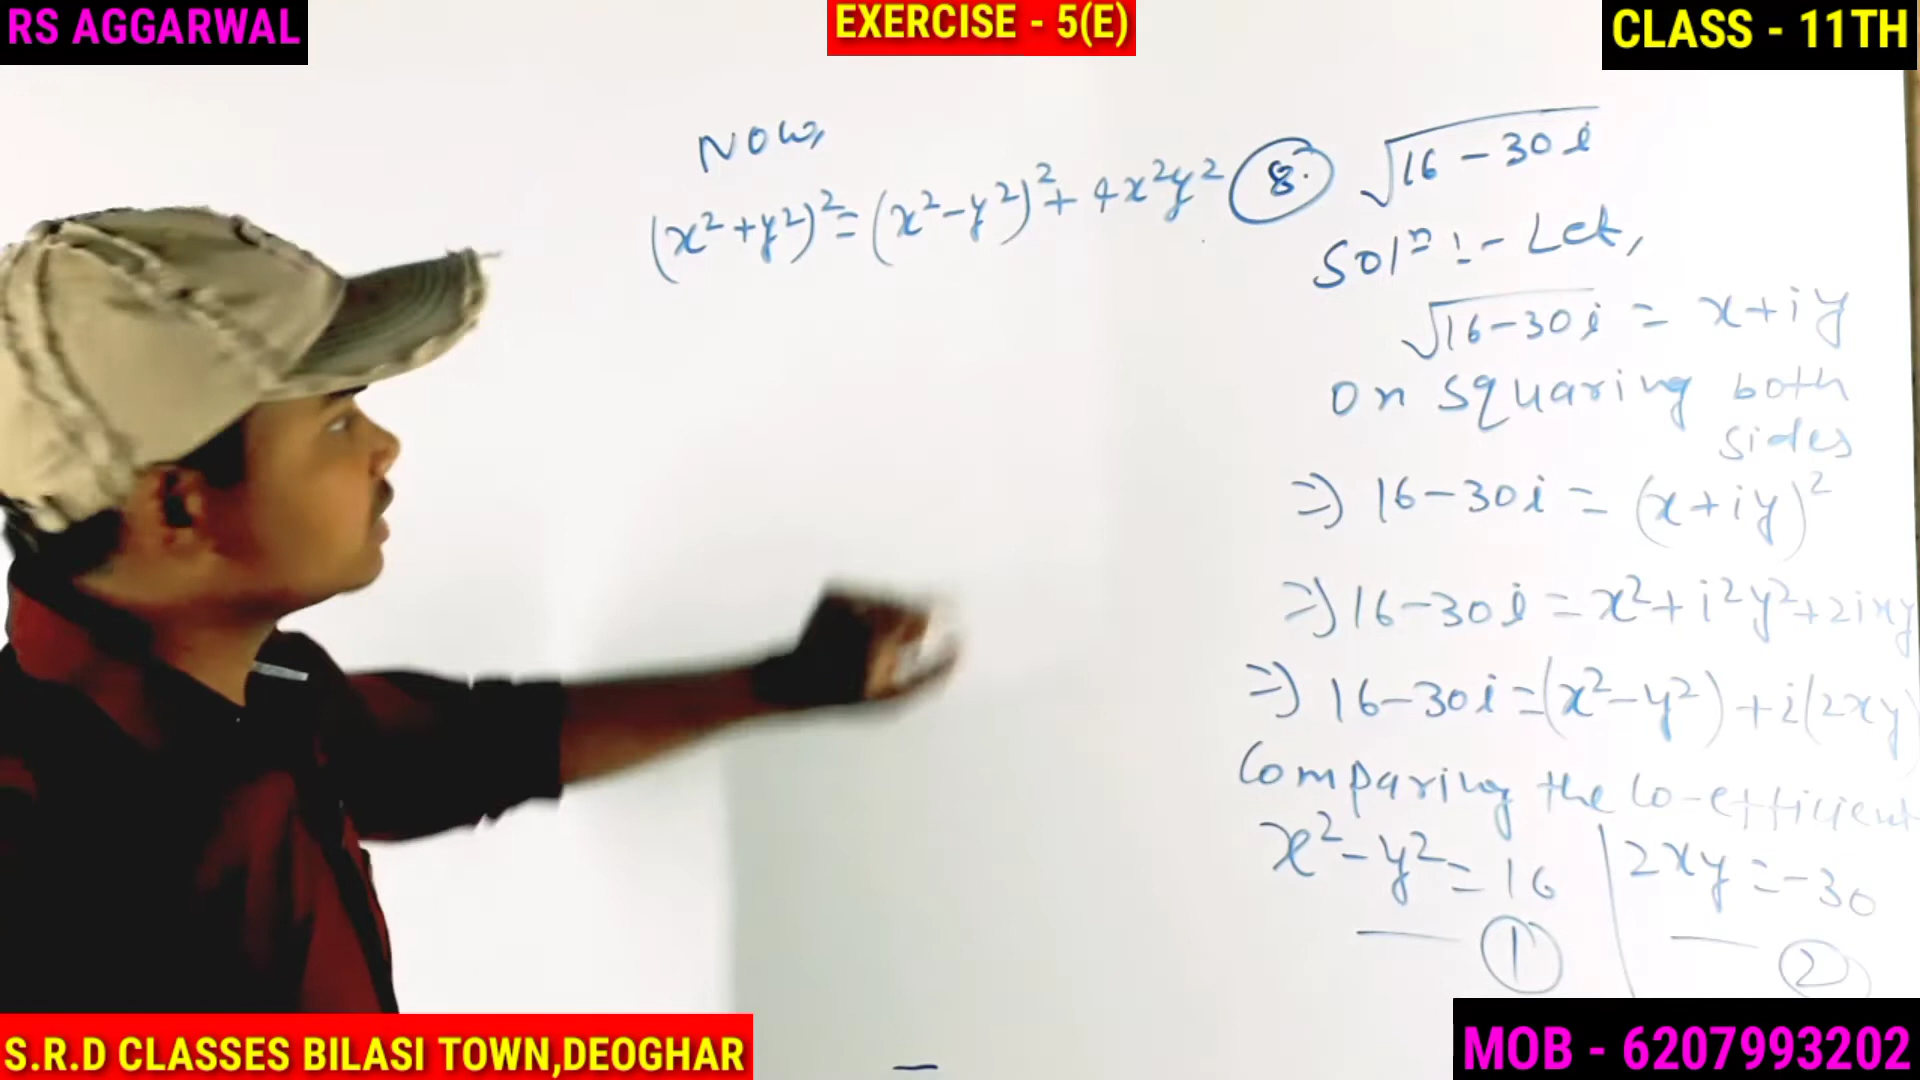 RS AGGARWAL
EXERCISE - 5(E)
CLASS - 11TH
Now,
(x²+y²)² = (x²-y²)² + 4x²y²
8. √16-30i
Solⁿ:- Let,
√16-30i = x+iy
on squaring both
sides
⇒ 16-30i = (x+iy)²
⇒ 16-30i = x²+i²y²+2ixy
⇒ 16-30i = (x²-y²)+i(2xy)
Comparing the co-efficient
x²-y²=16 | 2xy=-30
— 1 — 2
S.R.D CLASSES BILASI TOWN,DEOGHAR
MOB - 6207993202